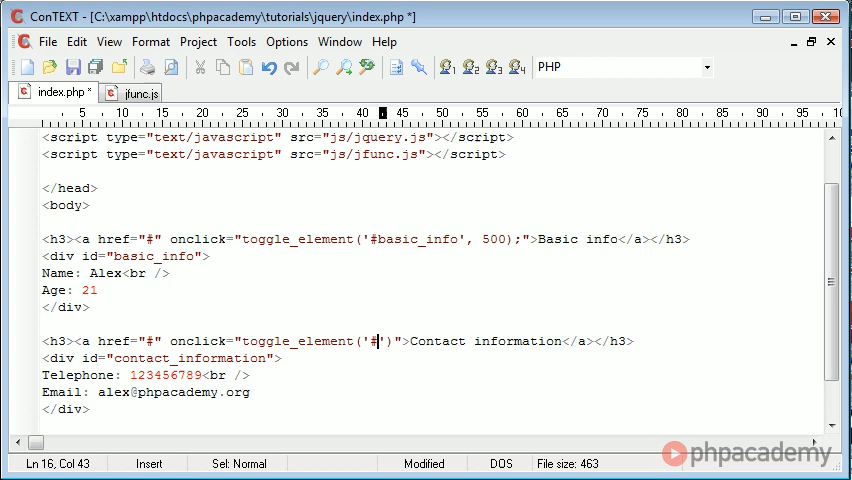 ConTEXT - [C:\xampp\htdocs\phpacademy\tutorials\jquery\index.php *]
File Edit View Format Project Tools Options Window Help
1 2 3 4 PHP
index.php * jfunc.js
5 10 15 20 25 30 35 40 45 50 55 60 65 70 75 80 85 90 95 10
<script type="text/javascript" src="js/jquery.js"></script>
<script type="text/javascript" src="js/jfunc.js"></script>
</head>
<body>
<h3><a href="#" onclick="toggle_element('#basic_info', 500);">Basic info</a></h3>
<div id="basic_info">
Name: Alex<br />
Age: 21
</div>
<h3><a href="#" onclick="toggle_element('#')">Contact information</a></h3>
<div id="contact_information">
Telephone: 123456789<br />
Email: alex@phpacademy.org
</div>
phpacademy
Ln 16, Col 43 Insert Sel: Normal Modified DOS File size: 463